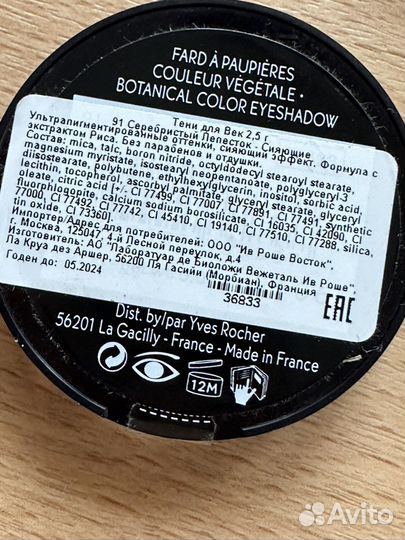 FARD À PAUPIÈRES
COULEUR VÉGÉTALE •
BOTANICAL COLOR EYESHADOW
Тени для Век 2,5 г
91 Серебристый Лепесток - Сияющие
Ультрапигментированные оттенки, сияющий эффект. Формула с
экстрактом Риса. Без парабенов и отдушки.
Состав: mica, talc, boron nitride, octyldodecyl stearoyl stearate,
magnesium myristate, isostearyl neopentanoate, polyglyceryl-3
diisostearate, polybutene, ethylhexylglycerin, inositol, sorbic acid,
lecithin, tocopherol, ascorbyl palmitate, glyceryl stearate, glyceryl
oleate, citric acid [+/- CI 77499, CI 77007, CI 77891, CI 77491, synthetic
fluorphlogopite, calcium sodium borosilicate, CI 16035, CI 42090, CI
77000, CI 77492, CI 77742, CI 45410, CI 19140, CI 77510, CI 77288, silica,
tin oxide, CI 73360].
Импортер/Адрес для потребителей: ООО "Ив Роше Восток",
г. Москва, 125047, 4-й Лесной переулок, д.4
Изготовитель: АО "Лаборатуар де Биоложи Вежеталь Ив Роше",
Ла Круа дез Аршер, 56200 Ля Гасийи (Морбиан), Франция
Годен до: 05.2024
36833
EAC
Dist. by/par Yves Rocher
56201 La Gacilly - France - Made in France
12M
Avito